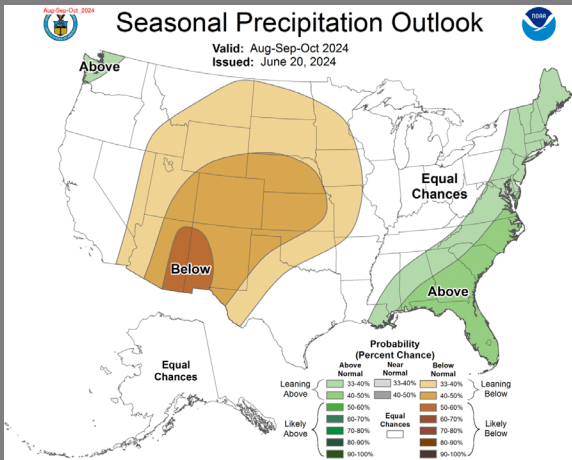 Aug-Sep-Oct_2024
Seasonal Precipitation Outlook
NOAA
Valid: Aug-Sep-Oct 2024
Issued: June 20, 2024
Above
Equal
Chances
Below
Above
Equal
Chances
Probability
(Percent Chance)
Above
Normal
Near
Normal
Below
Normal
Leaning
Above
33-40%
33-40%
33-40%
Leaning
Below
40-50%
40-50%
40-50%
Likely
Above
50-60%
60-70%
70-80%
80-90%
90-100%
Equal
Chances
50-60%
60-70%
70-80%
80-90%
90-100%
Likely
Below